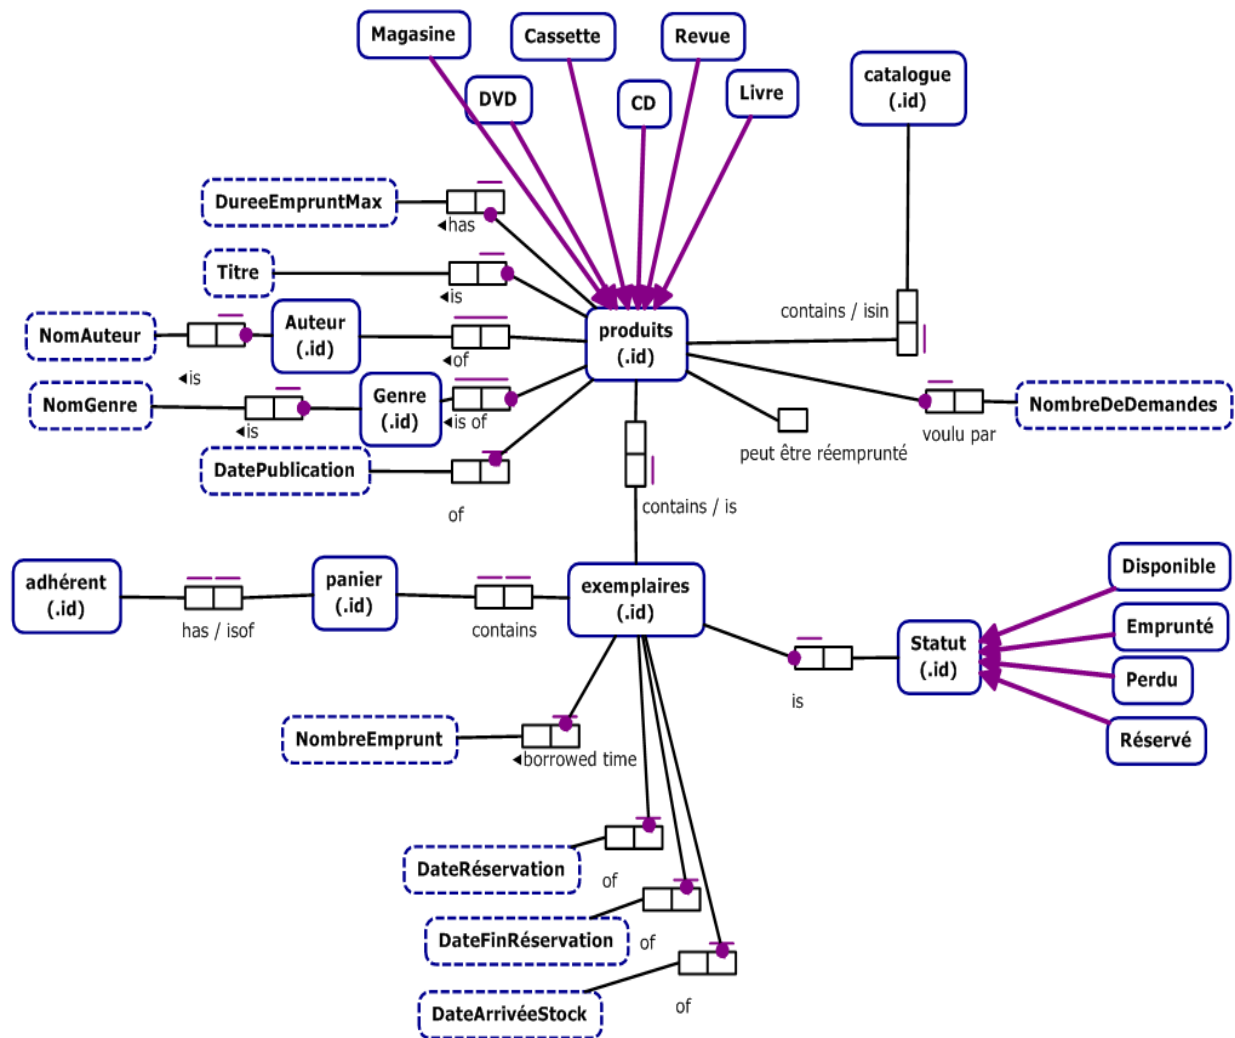 Magasine
Cassette
Revue
DVD
CD
Livre
catalogue
(.id)
DureeEmpruntMax
◄has
Titre
◄is
contains / isin
NomAuteur
Auteur
(.id)
produits
(.id)
◄of
◄is
NomGenre
Genre
(.id)
◄is of
◄is
NombreDeDemandes
voulu par
peut être réemprunté
DatePublication
of
contains / is
adhérent
(.id)
has / isof
panier
(.id)
contains
exemplaires
(.id)
Disponible
Emprunté
Statut
(.id)
Perdu
is
Réservé
NombreEmprunt
◄borrowed time
DateRéservation
of
DateFinRéservation
of
DateArrivéeStock
of